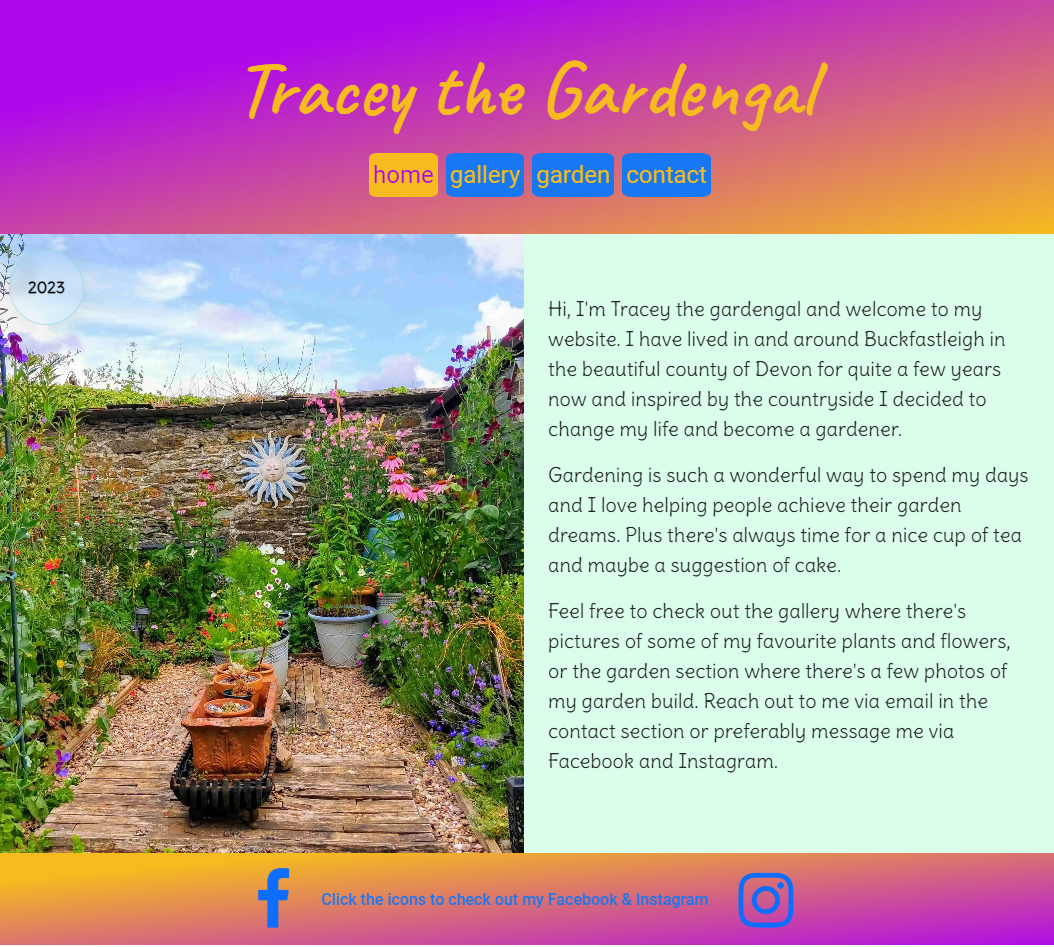 Tracey the Gardengal
home gallery garden contact
2023
Hi, I'm Tracey the gardengal and welcome to my
website. I have lived in and around Buckfastleigh in
the beautiful county of Devon for quite a few years
now and inspired by the countryside I decided to
change my life and become a gardener.
Gardening is such a wonderful way to spend my days
and I love helping people achieve their garden
dreams. Plus there's always time for a nice cup of tea
and maybe a suggestion of cake.
Feel free to check out the gallery where there's
pictures of some of my favourite plants and flowers,
or the garden section where there's a few photos of
my garden build. Reach out to me via email in the
contact section or preferably message me via
Facebook and Instagram.
Click the icons to check out my Facebook & Instagram